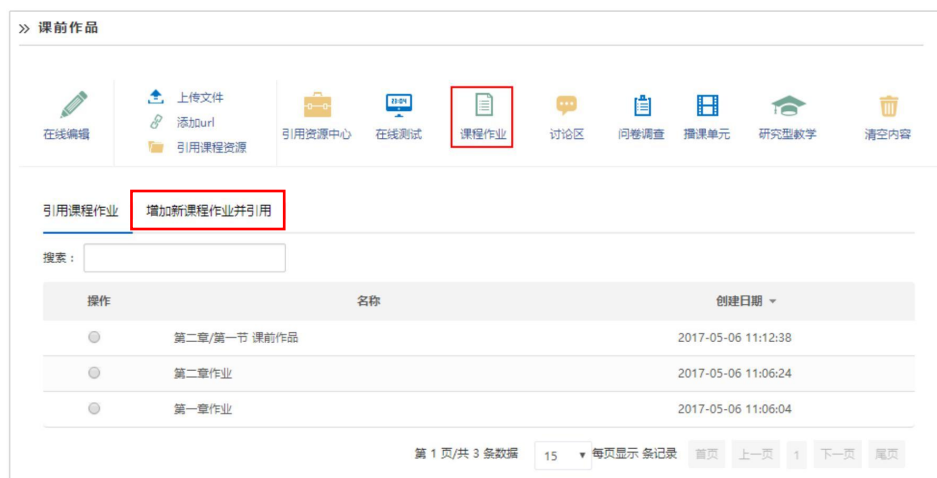 » 课前作品
在线编辑
上传文件
添加url
引用课程资源
引用资源中心
11:04
在线测试
课程作业
讨论区
问卷调查
播课单元
研究型教学
清空内容
引用课程作业 增加新课程作业并引用
搜索：
操作 名称 创建日期
第二章/第一节 课前作品 2017-05-06 11:12:38
第二章作业 2017-05-06 11:06:24
第一章作业 2017-05-06 11:06:04
第 1 页/共 3 条数据 15 每页显示 条记录 首页 上一页 1 下一页 尾页